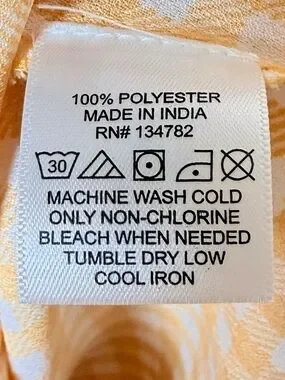 100% POLYESTER
MADE IN INDIA
RN# 134782
30
MACHINE WASH COLD
ONLY NON-CHLORINE
BLEACH WHEN NEEDED
TUMBLE DRY LOW
COOL IRON